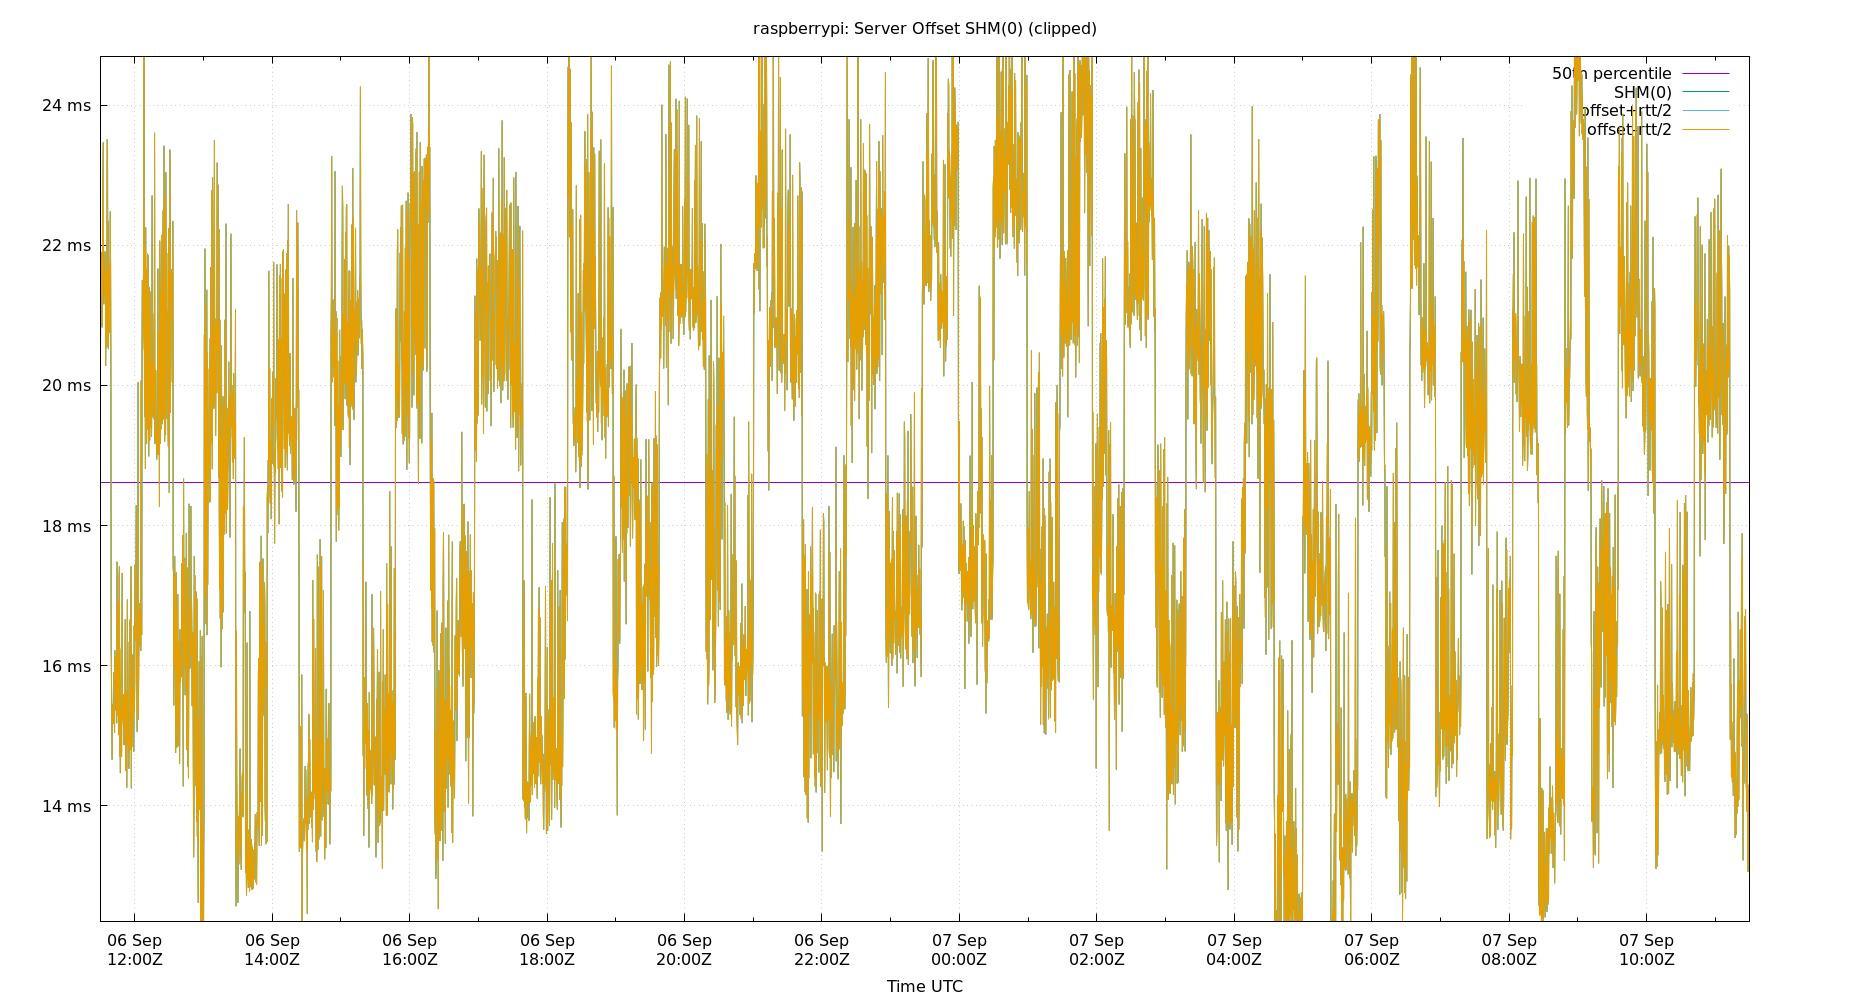 raspberrypi: Server Offset SHM(0) (clipped)
50th percentile
SHM(0)
offset+rtt/2
offset-rtt/2
24 ms
22 ms
20 ms
18 ms
16 ms
14 ms
06 Sep 06 Sep 06 Sep 06 Sep 06 Sep 06 Sep 07 Sep 07 Sep 07 Sep 07 Sep 07 Sep 07 Sep
12:00Z 14:00Z 16:00Z 18:00Z 20:00Z 22:00Z 00:00Z 02:00Z 04:00Z 06:00Z 08:00Z 10:00Z
Time UTC